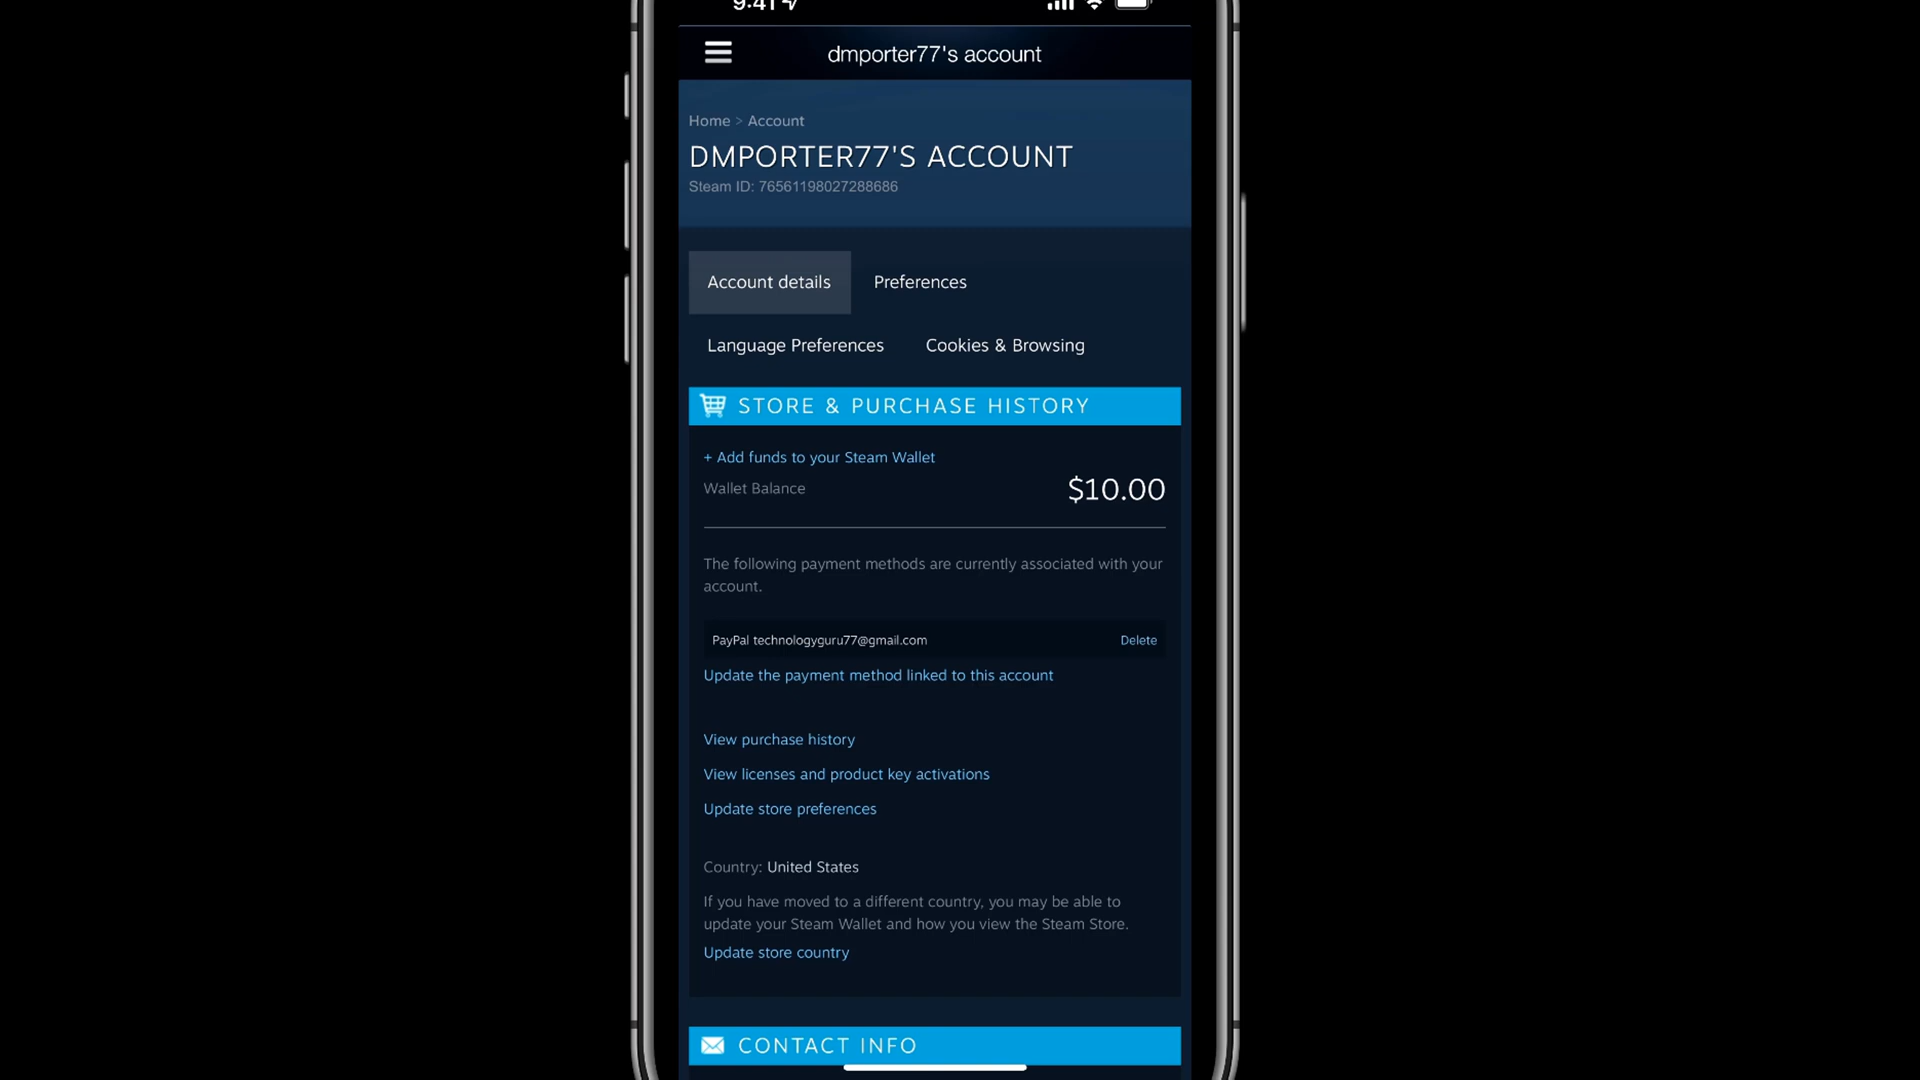 9:41
dmporter77's account
Home > Account
DMPORTER77'S ACCOUNT
Steam ID: 76561198027288686
Account details
Preferences
Language Preferences
Cookies & Browsing
STORE & PURCHASE HISTORY
+ Add funds to your Steam Wallet
Wallet Balance
$10.00
The following payment methods are currently associated with your
account.
PayPal technologyguru77@gmail.com
Delete
Update the payment method linked to this account
View purchase history
View licenses and product key activations
Update store preferences
Country: United States
If you have moved to a different country, you may be able to
update your Steam Wallet and how you view the Steam Store.
Update store country
CONTACT INFO